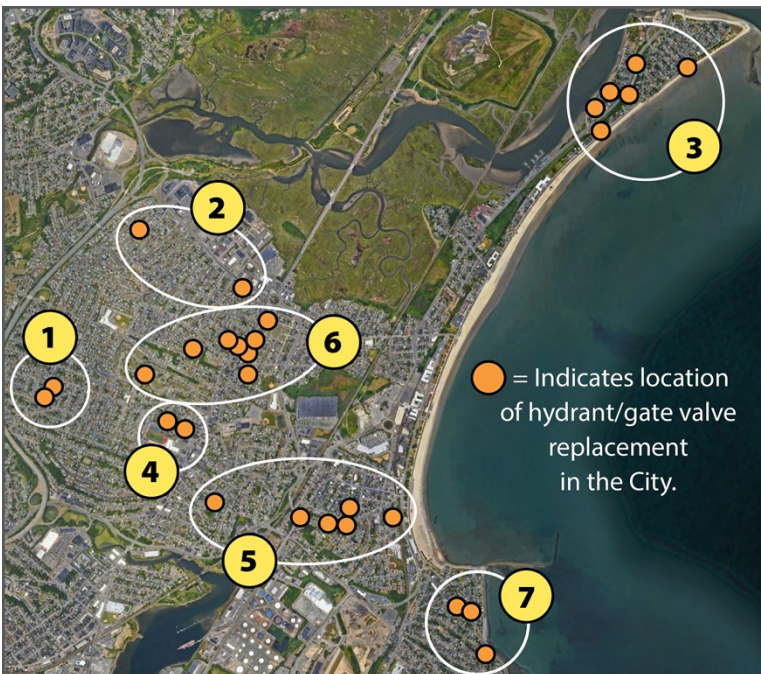 3
2
6
1
= Indicates location
of hydrant/gate valve
replacement
in the City.
4
5
7